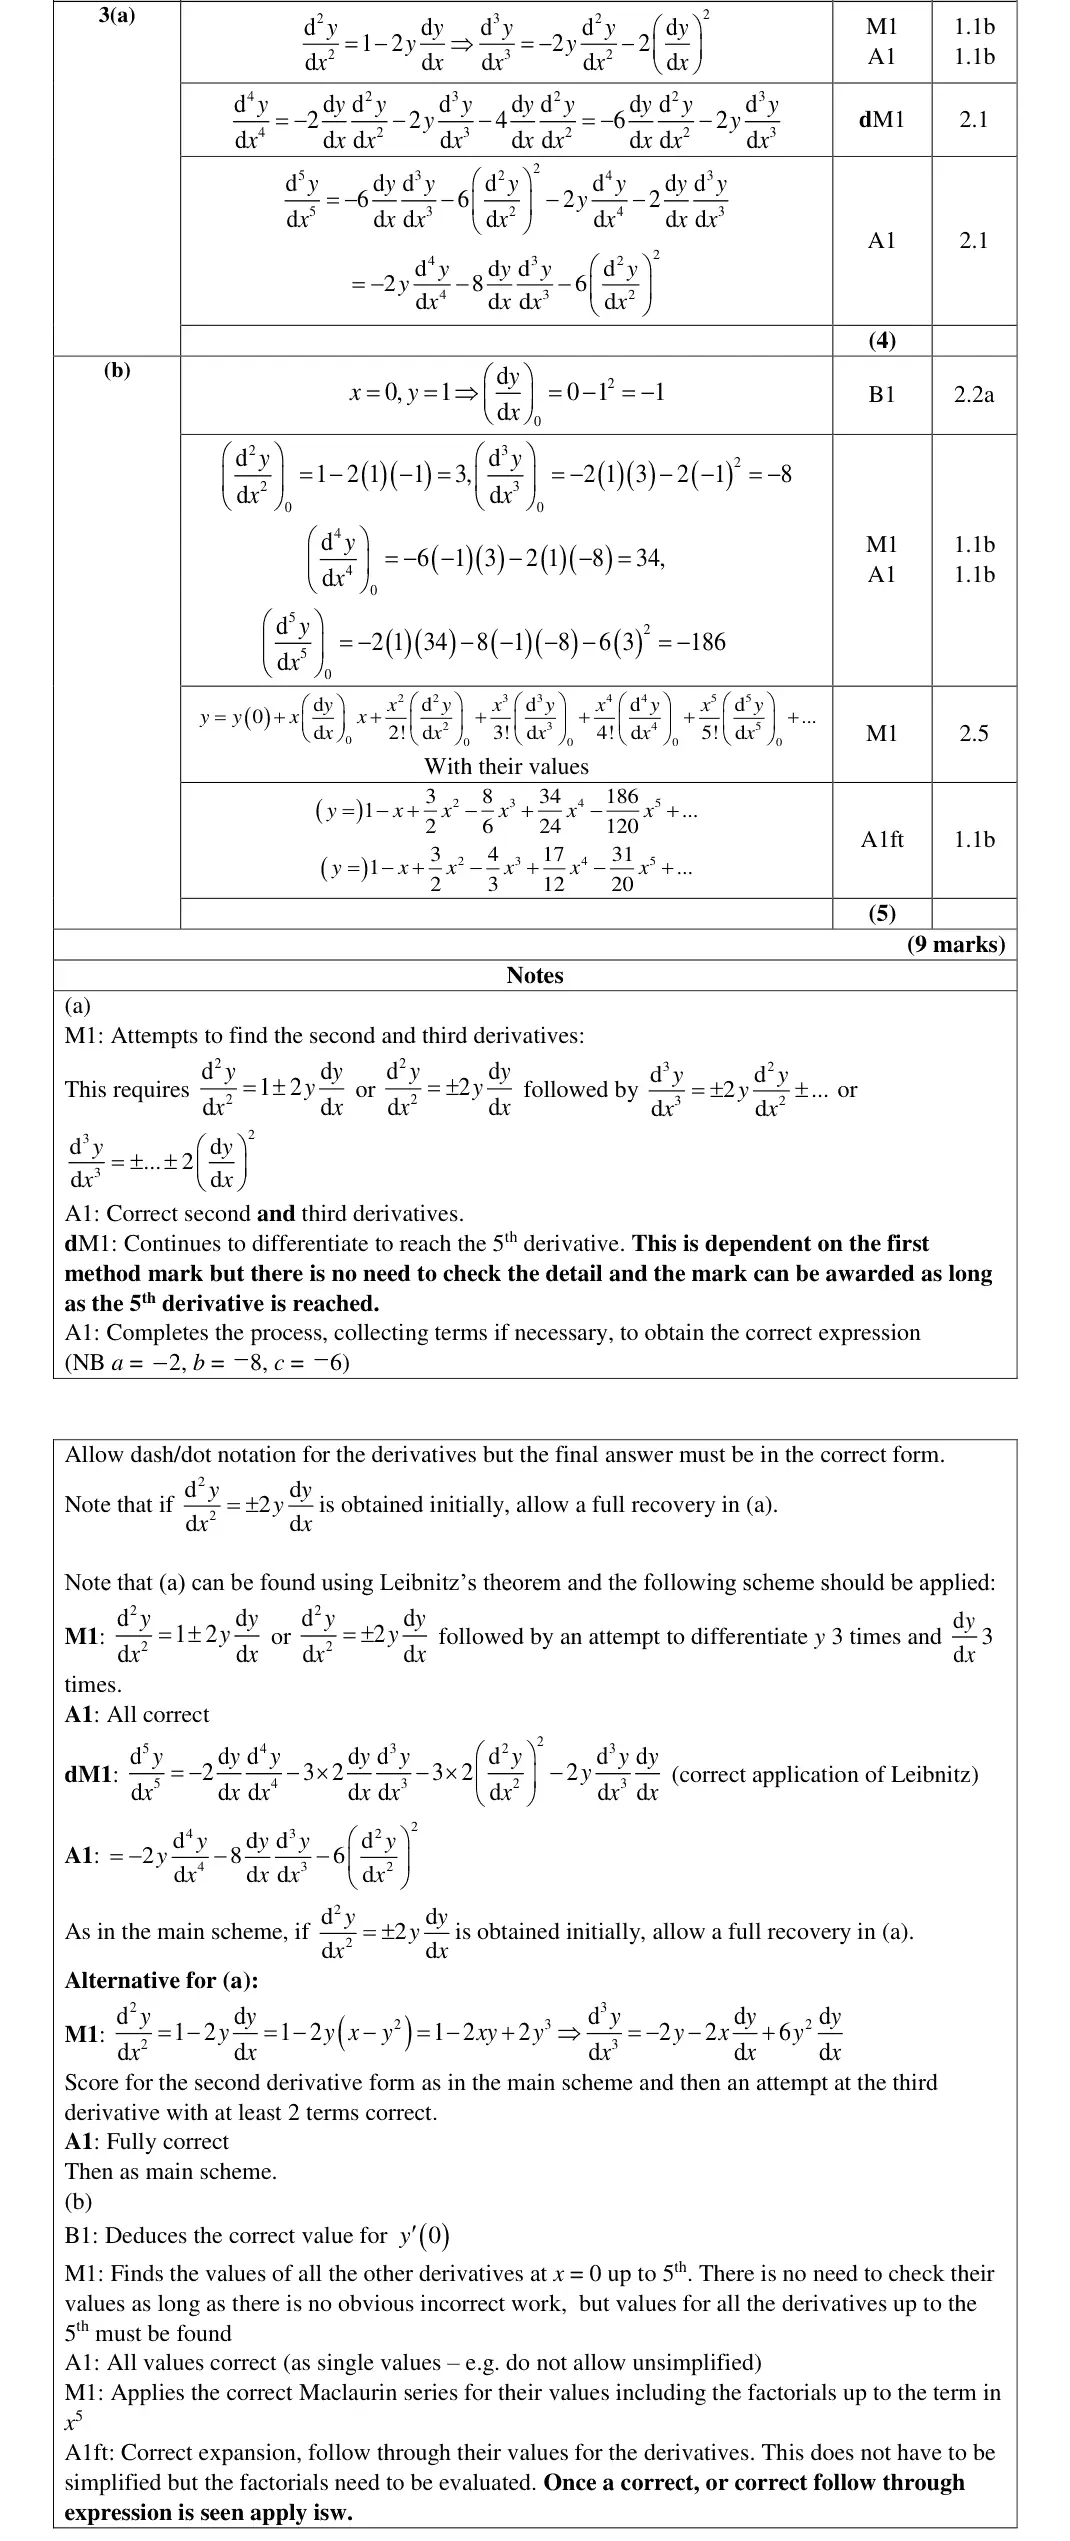 3(a) d²y/dx² = 1 − 2y dy/dx ⇒ d³y/dx³ = −2y d²y/dx² − 2(dy/dx)² M1 A1 1.1b 1.1b
d⁴y/dx⁴ = −2 dy/dx d²y/dx² − 2y d³y/dx³ − 4 dy/dx d²y/dx² = −6 dy/dx d²y/dx² − 2y d³y/dx³ dM1 2.1
d⁵y/dx⁵ = −6 dy/dx d³y/dx³ − 6(d²y/dx²)² − 2y d⁴y/dx⁴ − 2 dy/dx d³y/dx³
= −2y d⁴y/dx⁴ − 8 dy/dx d³y/dx³ − 6(d²y/dx²)² A1 2.1
(4)
(b) x = 0, y = 1 ⇒ (dy/dx)₀ = 0 − 1² = −1 B1 2.2a
(d²y/dx²)₀ = 1 − 2(1)(−1) = 3, (d³y/dx³)₀ = −2(1)(3) − 2(−1)² = −8
(d⁴y/dx⁴)₀ = −6(−1)(3) − 2(1)(−8) = 34, M1 A1 1.1b 1.1b
(d⁵y/dx⁵)₀ = −2(1)(34) − 8(−1)(−8) − 6(3)² = −186
y = y(0) + x(dy/dx)₀ x + x²/2!(d²y/dx²)₀ + x³/3!(d³y/dx³)₀ + x⁴/4!(d⁴y/dx⁴)₀ + x⁵/5!(d⁵y/dx⁵)₀ + ... M1 2.5
With their values
(y =)1 − x + 3/2 x² − 8/6 x³ + 34/24 x⁴ − 186/120 x⁵ + ...
(y =)1 − x + 3/2 x² − 4/3 x³ + 17/12 x⁴ − 31/20 x⁵ + ... A1ft 1.1b
(5)
(9 marks)
Notes
(a)
M1: Attempts to find the second and third derivatives:
This requires d²y/dx² = 1 ± 2y dy/dx or d²y/dx² = ±2y dy/dx followed by d³y/dx³ = ±2y d²y/dx² ± ... or
d³y/dx³ = ±... ± 2(dy/dx)²
A1: Correct second and third derivatives.
dM1: Continues to differentiate to reach the 5th derivative. This is dependent on the first
method mark but there is no need to check the detail and the mark can be awarded as long
as the 5th derivative is reached.
A1: Completes the process, collecting terms if necessary, to obtain the correct expression
(NB a = −2, b = −8, c = −6)
Allow dash/dot notation for the derivatives but the final answer must be in the correct form.
Note that if d²y/dx² = ±2y dy/dx is obtained initially, allow a full recovery in (a).
Note that (a) can be found using Leibnitz’s theorem and the following scheme should be applied:
M1: d²y/dx² = 1 ± 2y dy/dx or d²y/dx² = ±2y dy/dx followed by an attempt to differentiate y 3 times and dy/dx 3
times.
A1: All correct
dM1: d⁵y/dx⁵ = −2 dy/dx d⁴y/dx⁴ − 3×2 dy/dx d³y/dx³ − 3×2(d²y/dx²)² − 2y d³y/dx³ dy/dx (correct application of Leibnitz)
A1: = −2y d⁴y/dx⁴ − 8 dy/dx d³y/dx³ − 6(d²y/dx²)²
As in the main scheme, if d²y/dx² = ±2y dy/dx is obtained initially, allow a full recovery in (a).
Alternative for (a):
M1: d²y/dx² = 1 − 2y dy/dx = 1 − 2y(x − y²) = 1 − 2xy + 2y³ ⇒ d³y/dx³ = −2y − 2x dy/dx + 6y² dy/dx
Score for the second derivative form as in the main scheme and then an attempt at the third
derivative with at least 2 terms correct.
A1: Fully correct
Then as main scheme.
(b)
B1: Deduces the correct value for y′(0)
M1: Finds the values of all the other derivatives at x = 0 up to 5th. There is no need to check their
values as long as there is no obvious incorrect work, but values for all the derivatives up to the
5th must be found
A1: All values correct (as single values – e.g. do not allow unsimplified)
M1: Applies the correct Maclaurin series for their values including the factorials up to the term in
x⁵
A1ft: Correct expansion, follow through their values for the derivatives. This does not have to be
simplified but the factorials need to be evaluated. Once a correct, or correct follow through
expression is seen apply isw.